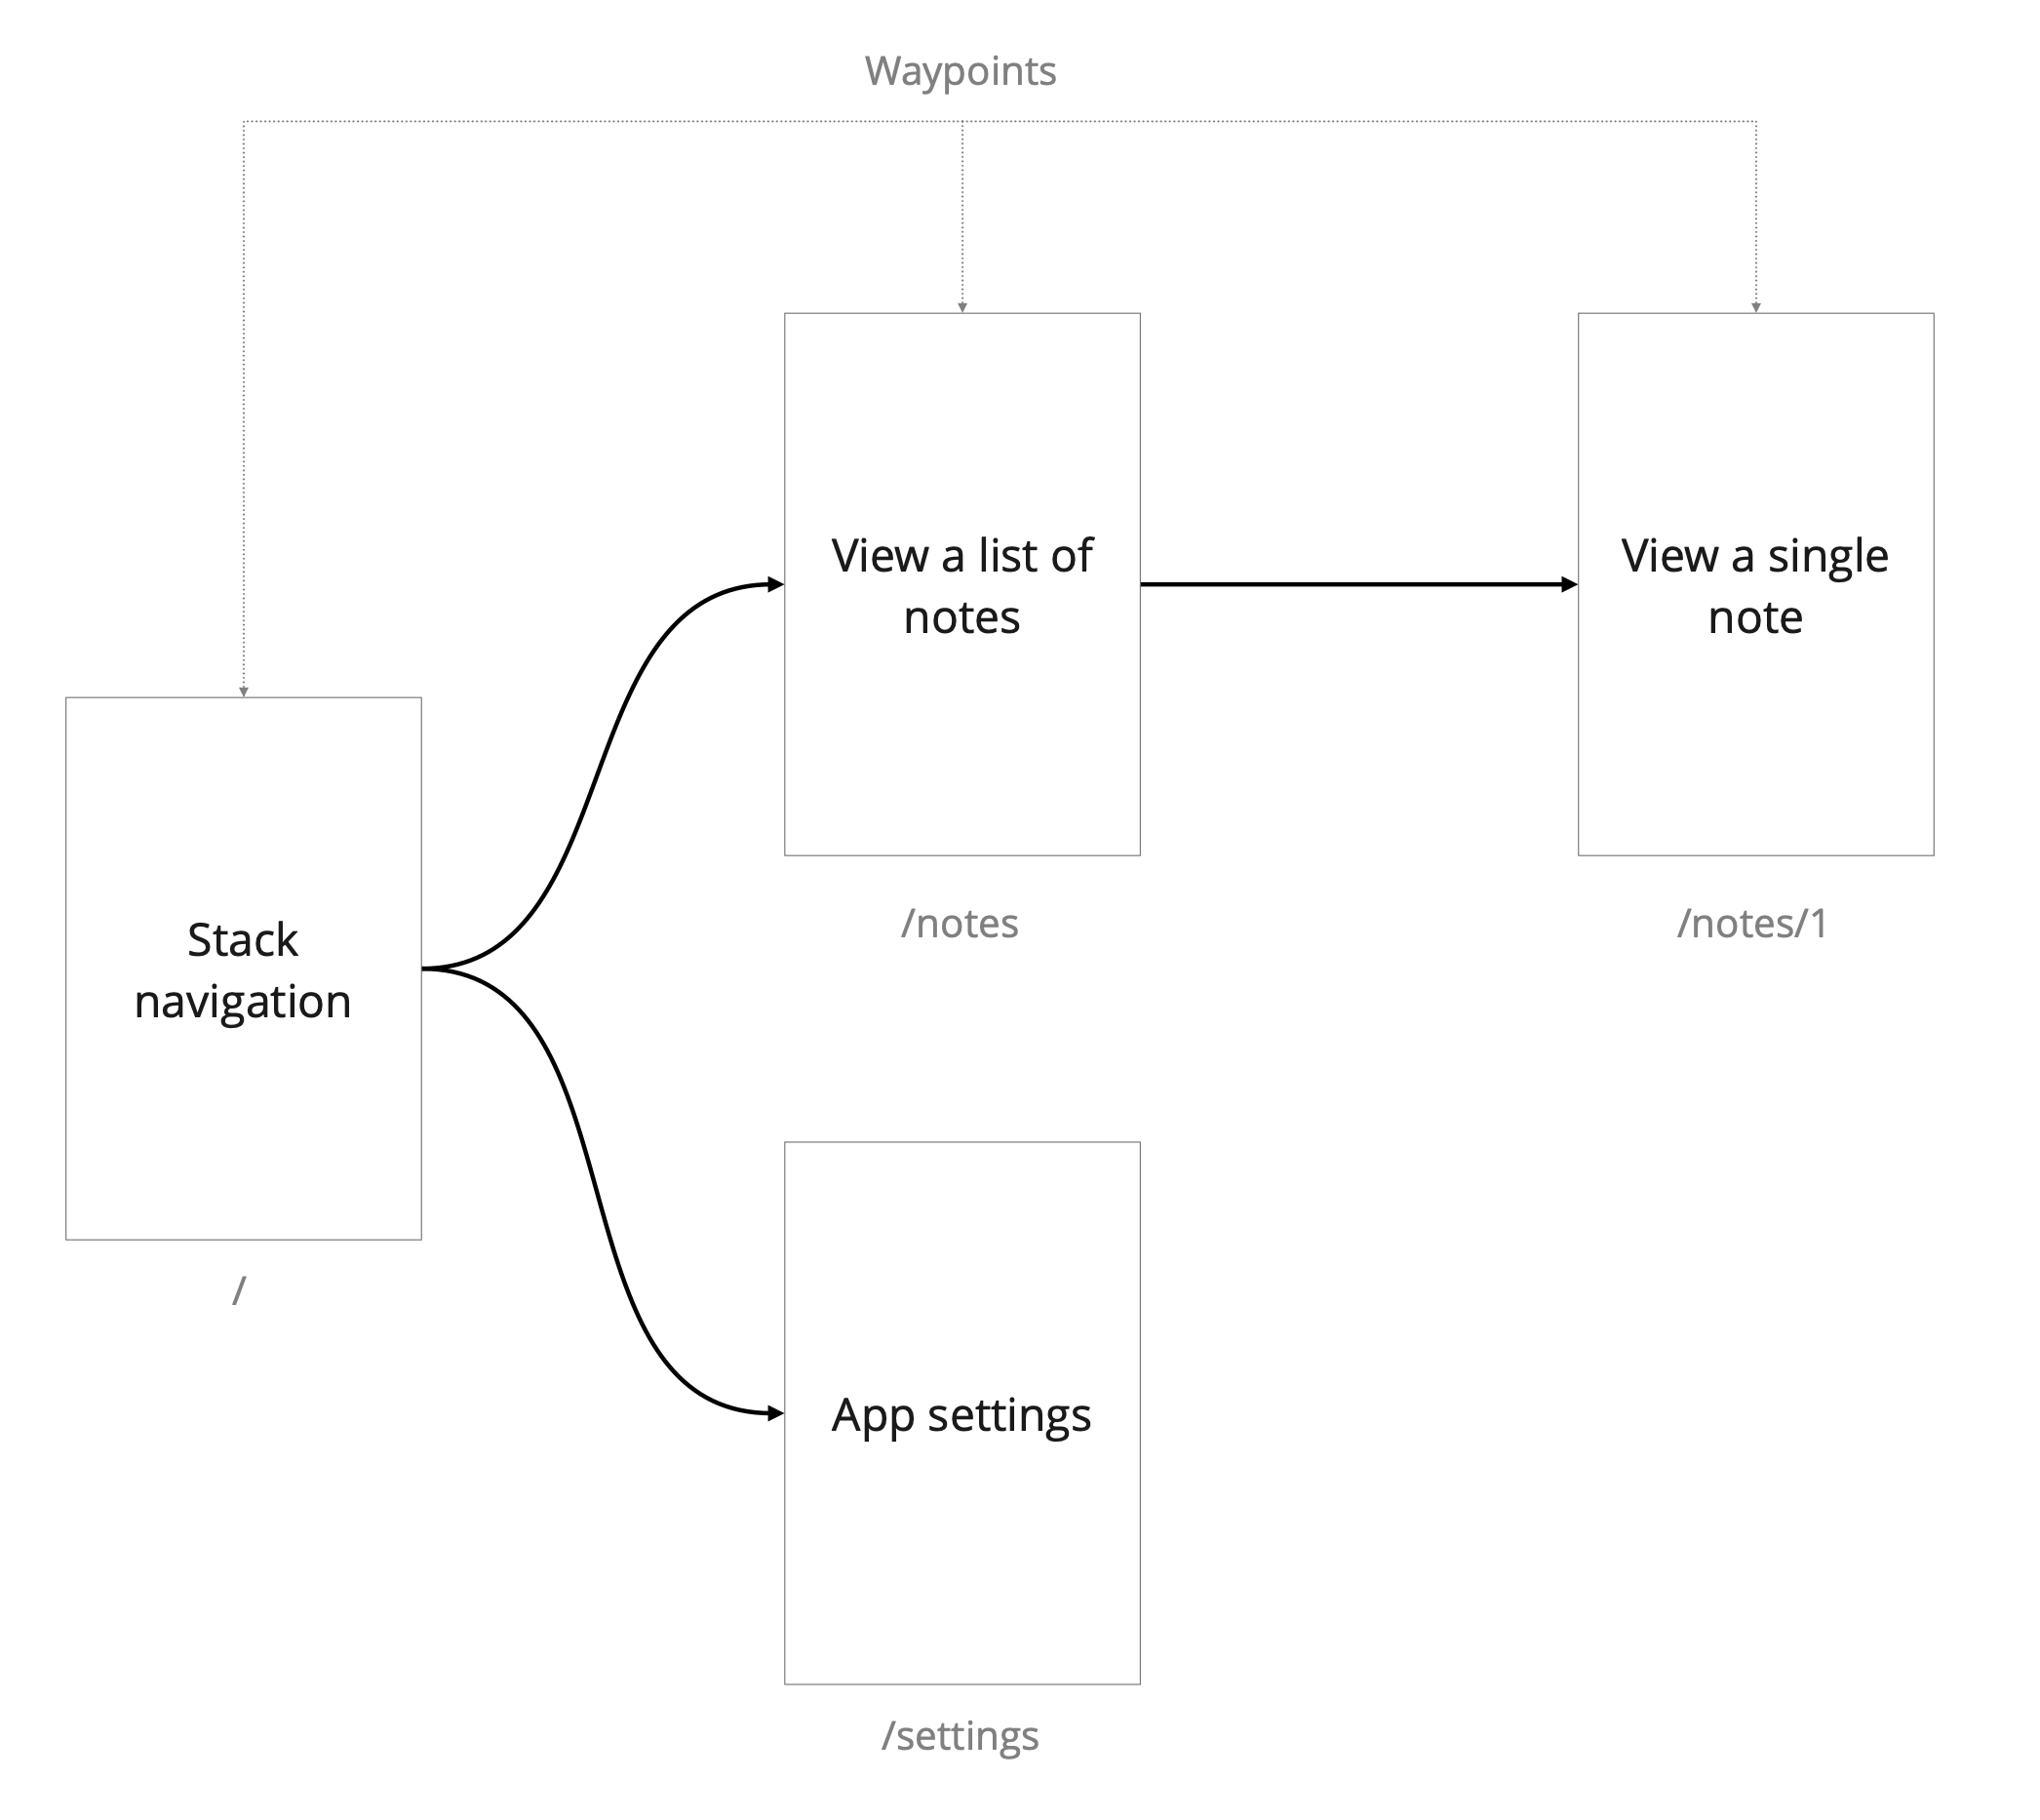 Waypoints
View a list of
notes
View a single
note
/notes
/notes/1
Stack
navigation
/
App settings
/settings